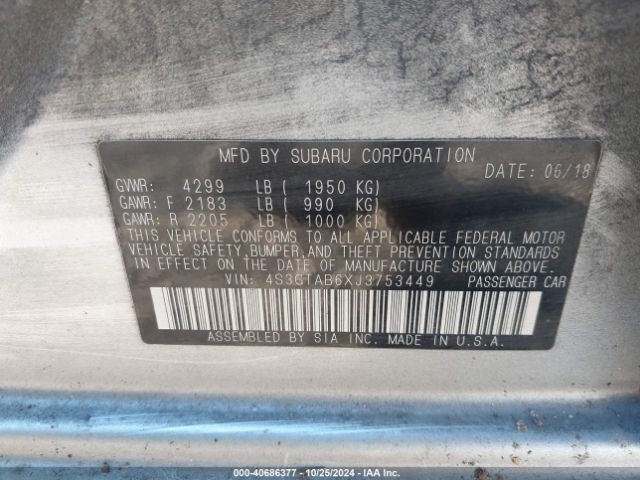 MFD BY SUBARU CORPORATION
DATE: 06/18
GVWR: 4299 LB ( 1950 KG)
GAWR: F 2183 LB ( 990 KG)
GAWR: R 2205 LB ( 1000 KG)
THIS VEHICLE CONFORMS TO ALL APPLICABLE FEDERAL MOTOR
VEHICLE SAFETY, BUMPER, AND THEFT PREVENTION STANDARDS
IN EFFECT ON THE DATE OF MANUFACTURE SHOWN ABOVE.
VIN: 4S3GTAB6XJ3753449 PASSENGER CAR
ASSEMBLED BY SIA INC. MADE IN U.S.A.
000-40686377 - 10/25/2024 - IAA Inc.